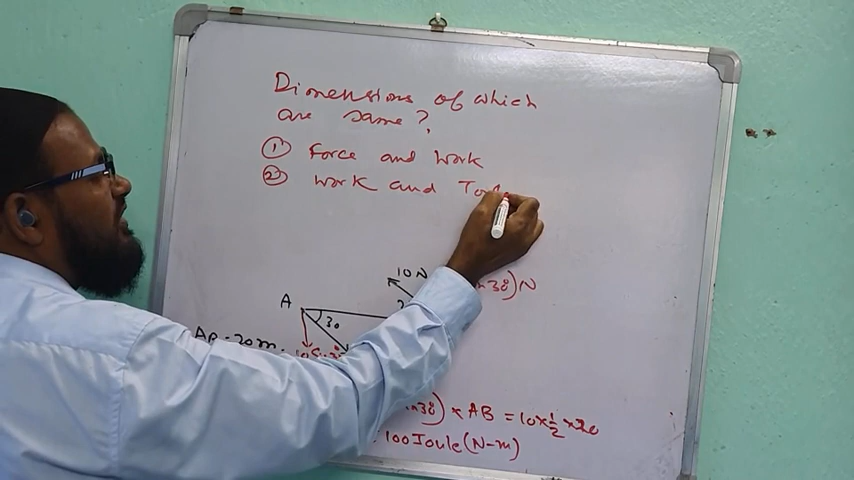 Dimensions of which
are same?
① Force and work
② work and
10 N
A
30
AB = 20m
AB = 10 × 1/2 × 20
100 Joule (N-m)